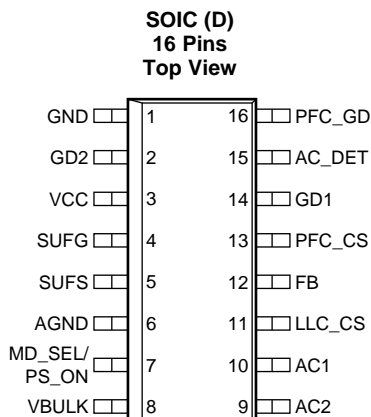 SOIC (D)
16 Pins
Top View
GND 1 16 PFC_GD
GD2 2 15 AC_DET
VCC 3 14 GD1
SUFG 4 13 PFC_CS
SUFS 5 12 FB
AGND 6 11 LLC_CS
MD_SEL/
PS_ON 7 10 AC1
VBULK 8 9 AC2